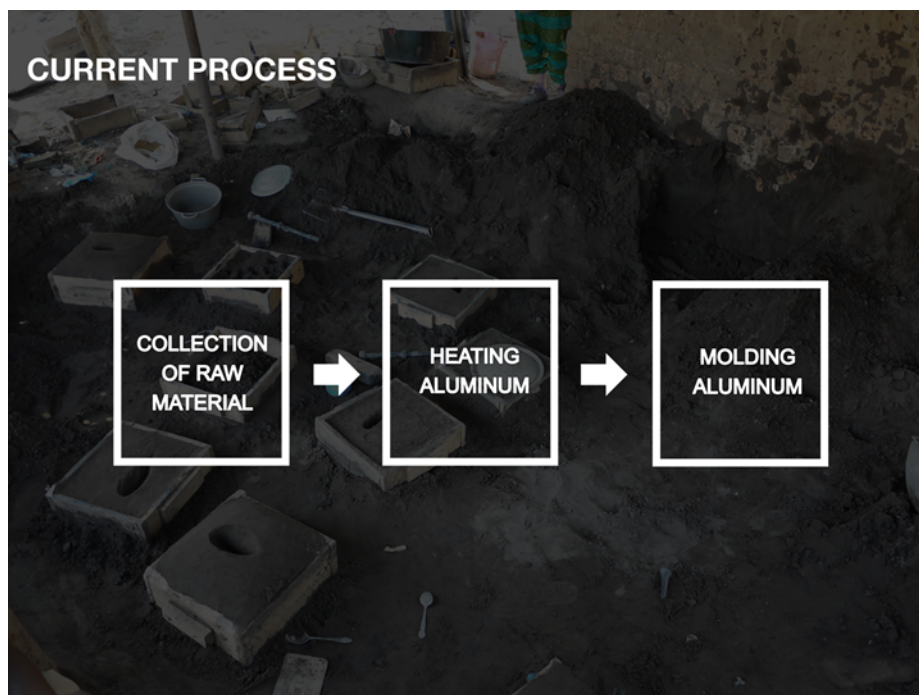 CURRENT PROCESS
COLLECTION
OF RAW
MATERIAL
HEATING
ALUMINUM
MOLDING
ALUMINUM